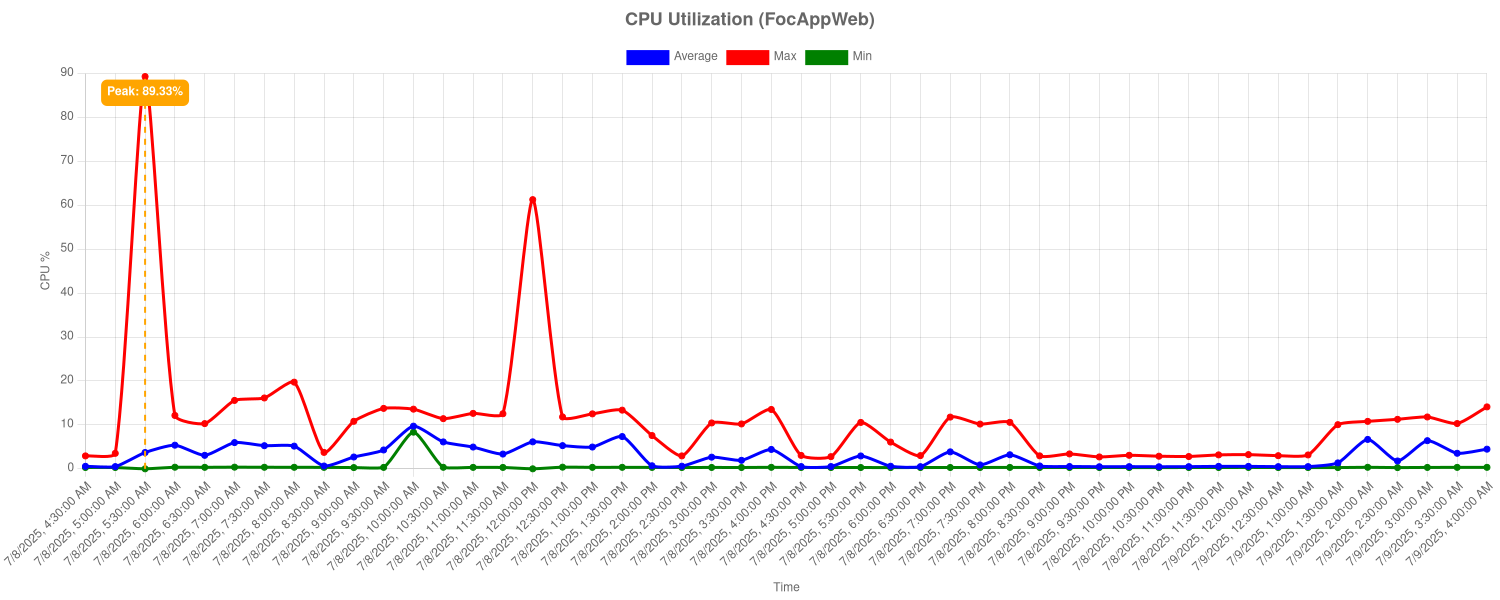 CPU Utilization (FocAppWeb)
Average Max Min
90
Peak: 89.33%
80
70
60
50
40
30
20
10
0
CPU %
7/8/2025, 4:30:00 AM
7/8/2025, 5:00:00 AM
7/8/2025, 5:30:00 AM
7/8/2025, 6:00:00 AM
7/8/2025, 6:30:00 AM
7/8/2025, 7:00:00 AM
7/8/2025, 7:30:00 AM
7/8/2025, 8:00:00 AM
7/8/2025, 8:30:00 AM
7/8/2025, 9:00:00 AM
7/8/2025, 9:30:00 AM
7/8/2025, 10:00:00 AM
7/8/2025, 10:30:00 AM
7/8/2025, 11:00:00 AM
7/8/2025, 11:30:00 AM
7/8/2025, 12:00:00 PM
7/8/2025, 12:30:00 PM
7/8/2025, 1:00:00 PM
7/8/2025, 1:30:00 PM
7/8/2025, 2:00:00 PM
7/8/2025, 2:30:00 PM
7/8/2025, 3:00:00 PM
7/8/2025, 3:30:00 PM
7/8/2025, 4:00:00 PM
7/8/2025, 4:30:00 PM
7/8/2025, 5:00:00 PM
7/8/2025, 5:30:00 PM
7/8/2025, 6:00:00 PM
7/8/2025, 6:30:00 PM
7/8/2025, 7:00:00 PM
7/8/2025, 7:30:00 PM
7/8/2025, 8:00:00 PM
7/8/2025, 8:30:00 PM
7/8/2025, 9:00:00 PM
7/8/2025, 9:30:00 PM
7/8/2025, 10:00:00 PM
7/8/2025, 10:30:00 PM
7/8/2025, 11:00:00 PM
7/8/2025, 11:30:00 PM
7/9/2025, 12:00:00 AM
7/9/2025, 12:30:00 AM
7/9/2025, 1:00:00 AM
7/9/2025, 1:30:00 AM
7/9/2025, 2:00:00 AM
7/9/2025, 2:30:00 AM
7/9/2025, 3:00:00 AM
7/9/2025, 3:30:00 AM
7/9/2025, 4:00:00 AM
Time